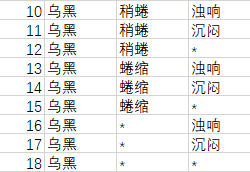 10 乌黑 稍蜷 浊响
11 乌黑 稍蜷 沉闷
12 乌黑 稍蜷 *
13 乌黑 蜷缩 浊响
14 乌黑 蜷缩 沉闷
15 乌黑 蜷缩 *
16 乌黑 * 浊响
17 乌黑 * 沉闷
18 乌黑 * *